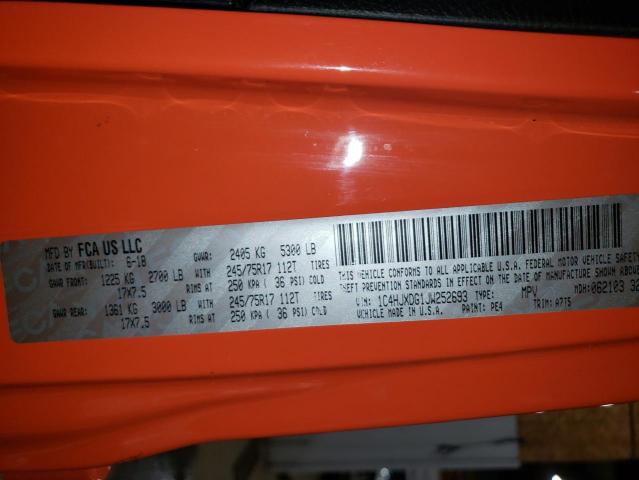 MFD BY FCA US LLC
DATE OF MFR(BUILT): 6-18 GVWR: 2405 KG 5300 LB
GAWR FRONT: 1225 KG 2700 LB 245/75R17 112T TIRES
17X7.5 RIMS AT 250 KPA ( 36 PSI) COLD
GAWR REAR: 1361 KG 3000 LB 245/75R17 112T TIRES
17X7.5 RIMS AT 250 KPA ( 36 PSI) COLD
THIS VEHICLE CONFORMS TO ALL APPLICABLE U.S.A. FEDERAL MOTOR VEHICLE SAFETY
THEFT PREVENTION STANDARDS IN EFFECT ON THE DATE OF MANUFACTURE SHOWN ABOVE
VIN: 1C4HJXDG1JW252693 TYPE: MPV MDH:062103
VEHICLE MADE IN U.S.A. PAINT: PE4 TRIM: A7T5